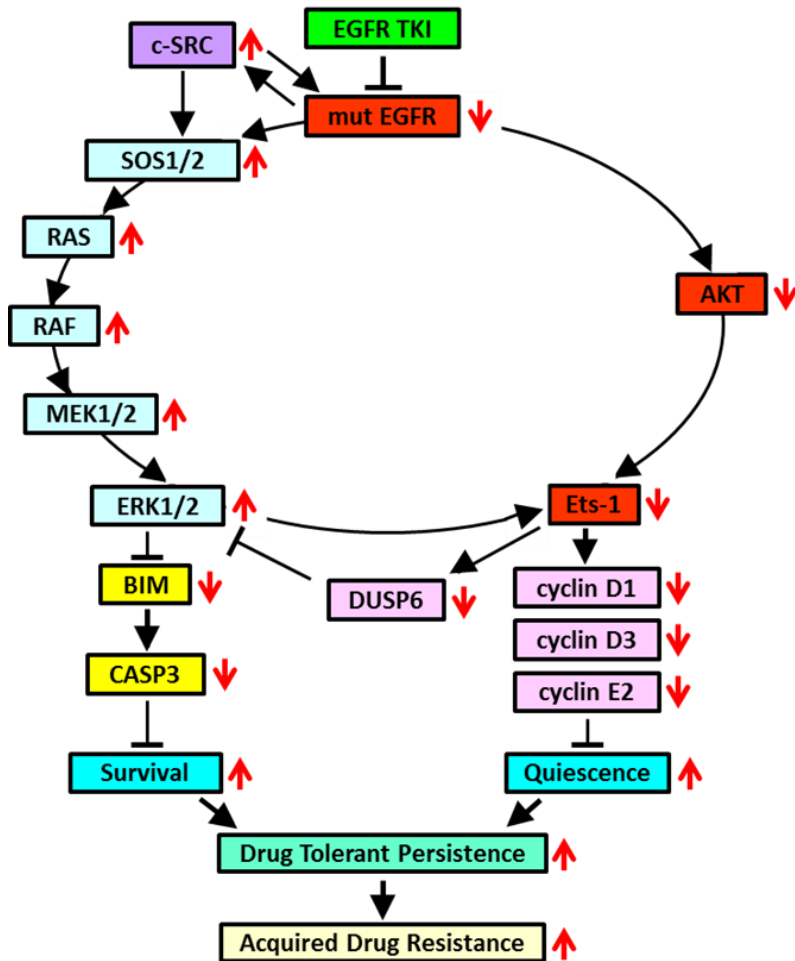 EGFR TKI
c-SRC
mut EGFR
SOS1/2
RAS
AKT
RAF
MEK1/2
ERK1/2
Ets-1
BIM
DUSP6
cyclin D1
cyclin D3
CASP3
cyclin E2
Survival
Quiescence
Drug Tolerant Persistence
Acquired Drug Resistance